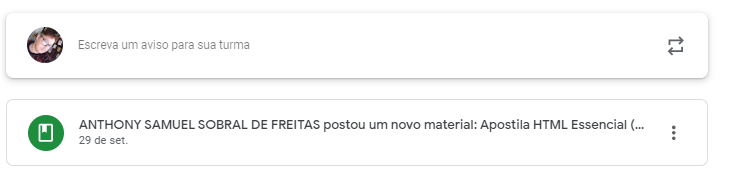 Escreva um aviso para sua turma
ANTHONY SAMUEL SOBRAL DE FREITAS postou um novo material: Apostila HTML Essencial (...
29 de set.